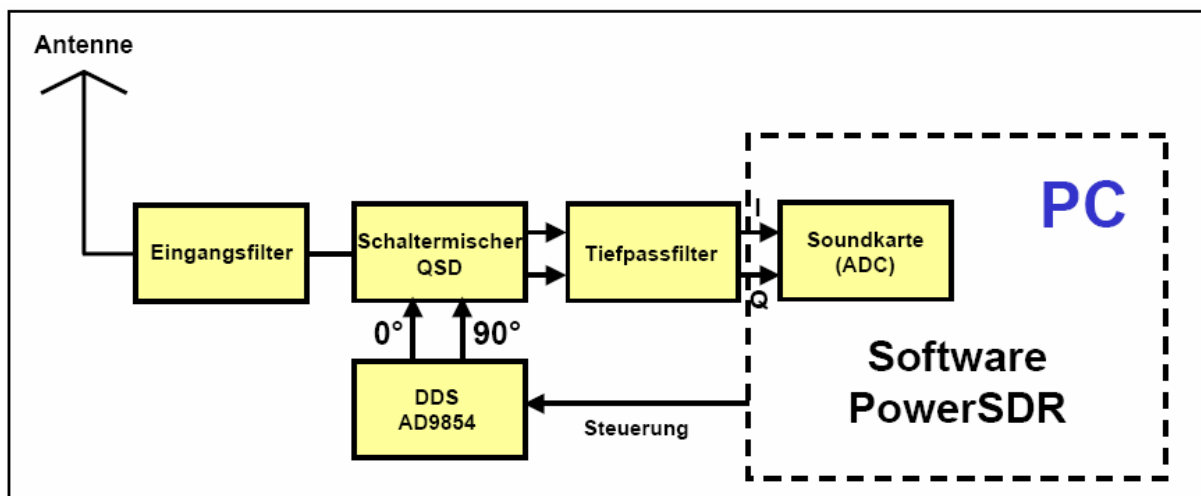 Antenne
Eingangsfilter
Schaltermischer
QSD
Tiefpassfilter
I
Q
Soundkarte
(ADC)
PC
0°
90°
DDS
AD9854
Steuerung
Software
PowerSDR